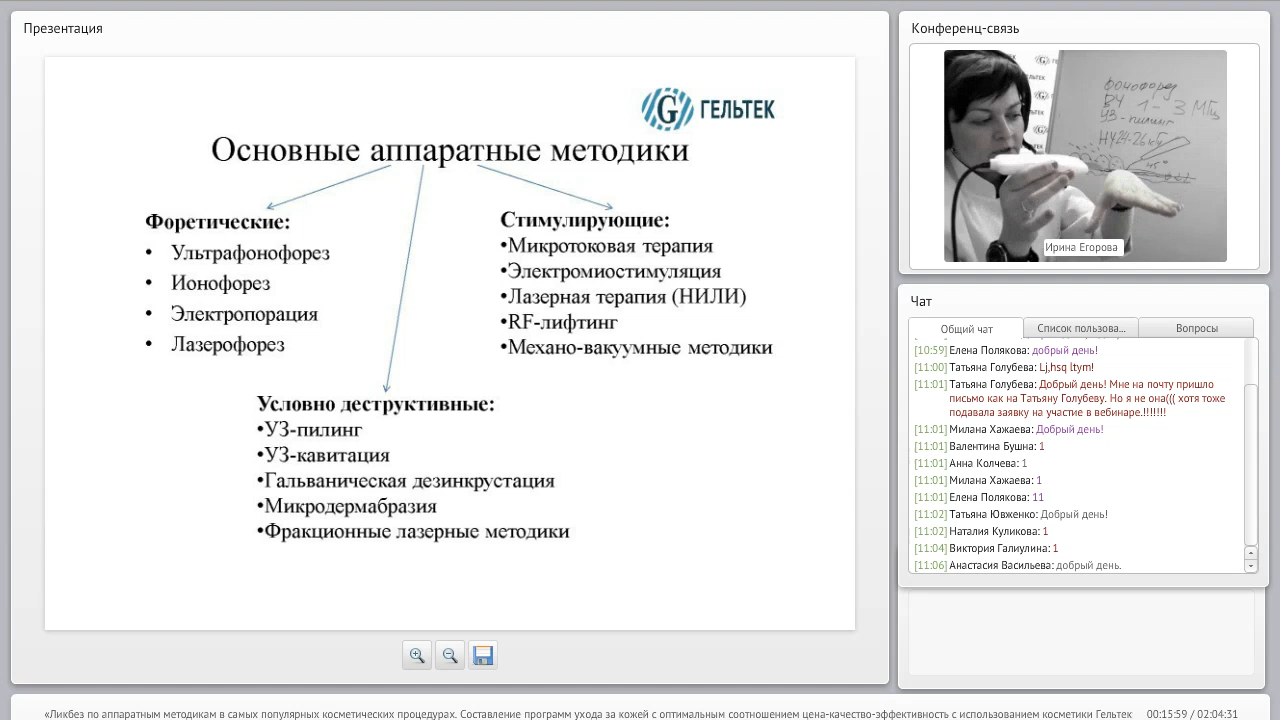 Презентация
ГЕЛЬТЕК
Основные аппаратные методики
Форетические:
• Ультрафонофорез
• Ионофорез
• Электропорация
• Лазерофорез
Стимулирующие:
•Микротоковая терапия
•Электромиостимуляция
•Лазерная терапия (НИЛИ)
•RF-лифтинг
•Механо-вакуумные методики
Условно деструктивные:
•УЗ-пилинг
•УЗ-кавитация
•Гальваническая дезинкрустация
•Микродермабразия
•Фракционные лазерные методики
Конференц-связь
фонофорез
ВЧ 1-3 МГц
УЗ-пилинг
45°
Ирина Егорова
Чат
Общий чат
Список пользова...
Вопросы
[10:59] Елена Полякова: добрый день!
[11:00] Татьяна Голубева: Lj,hsq ltym!
[11:01] Татьяна Голубева: Добрый день! Мне на почту пришло
письмо как на Татьяну Голубеву. Но я не она((( хотя тоже
подавала заявку на участие в вебинаре.!!!!!!!
[11:01] Милана Хажаева: Добрый день!
[11:01] Валентина Бушна: 1
[11:01] Анна Колчева: 1
[11:01] Милана Хажаева: 1
[11:01] Елена Полякова: 11
[11:02] Татьяна Ювженко: Добрый день!
[11:02] Наталия Куликова: 1
[11:04] Виктория Галиулина: 1
[11:06] Анастасия Васильева: добрый день.
«Ликбез по аппаратным методикам в самых популярных косметических процедурах. Составление программ ухода за кожей с оптимальным соотношением цена-качество-эффективность с использованием косметики Гельтек 00:15:59 / 02:04:31